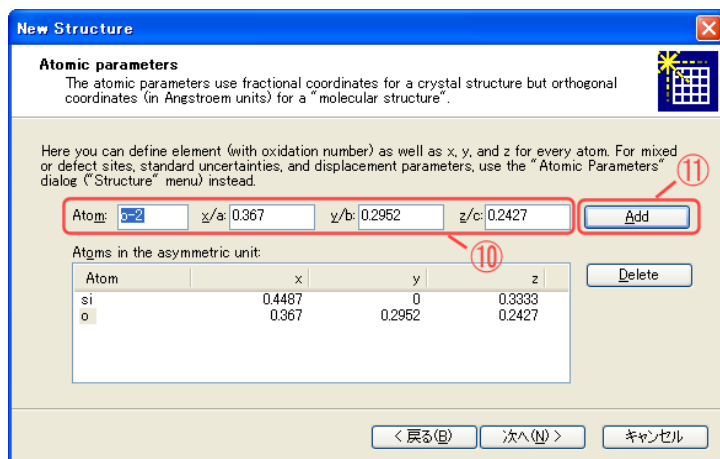 New Structure
Atomic parameters
The atomic parameters use fractional coordinates for a crystal structure but orthogonal
coordinates (in Angstroem units) for a "molecular structure".
Here you can define element (with oxidation number) as well as x, y, and z for every atom. For mixed
or defect sites, standard uncertainties, and displacement parameters, use the "Atomic Parameters"
dialog ("Structure" menu) instead.
⑪
Atom: o-2 x/a: 0.367 y/b: 0.2952 z/c: 0.2427 Add
⑩
Atoms in the asymmetric unit:
Delete
Atom x y z
si 0.4487 0 0.3333
o 0.367 0.2952 0.2427
< 戻る(B) 次へ(N) > キャンセル